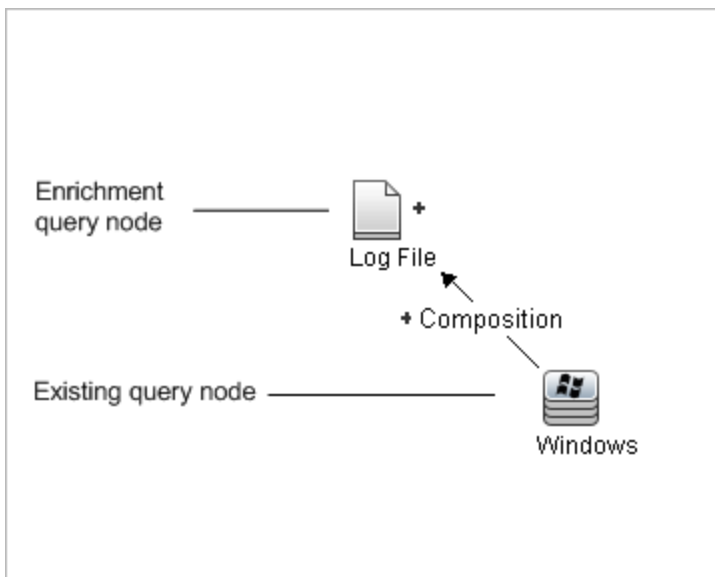 Enrichment
query node
Log File
+ Composition
Existing query node
Windows